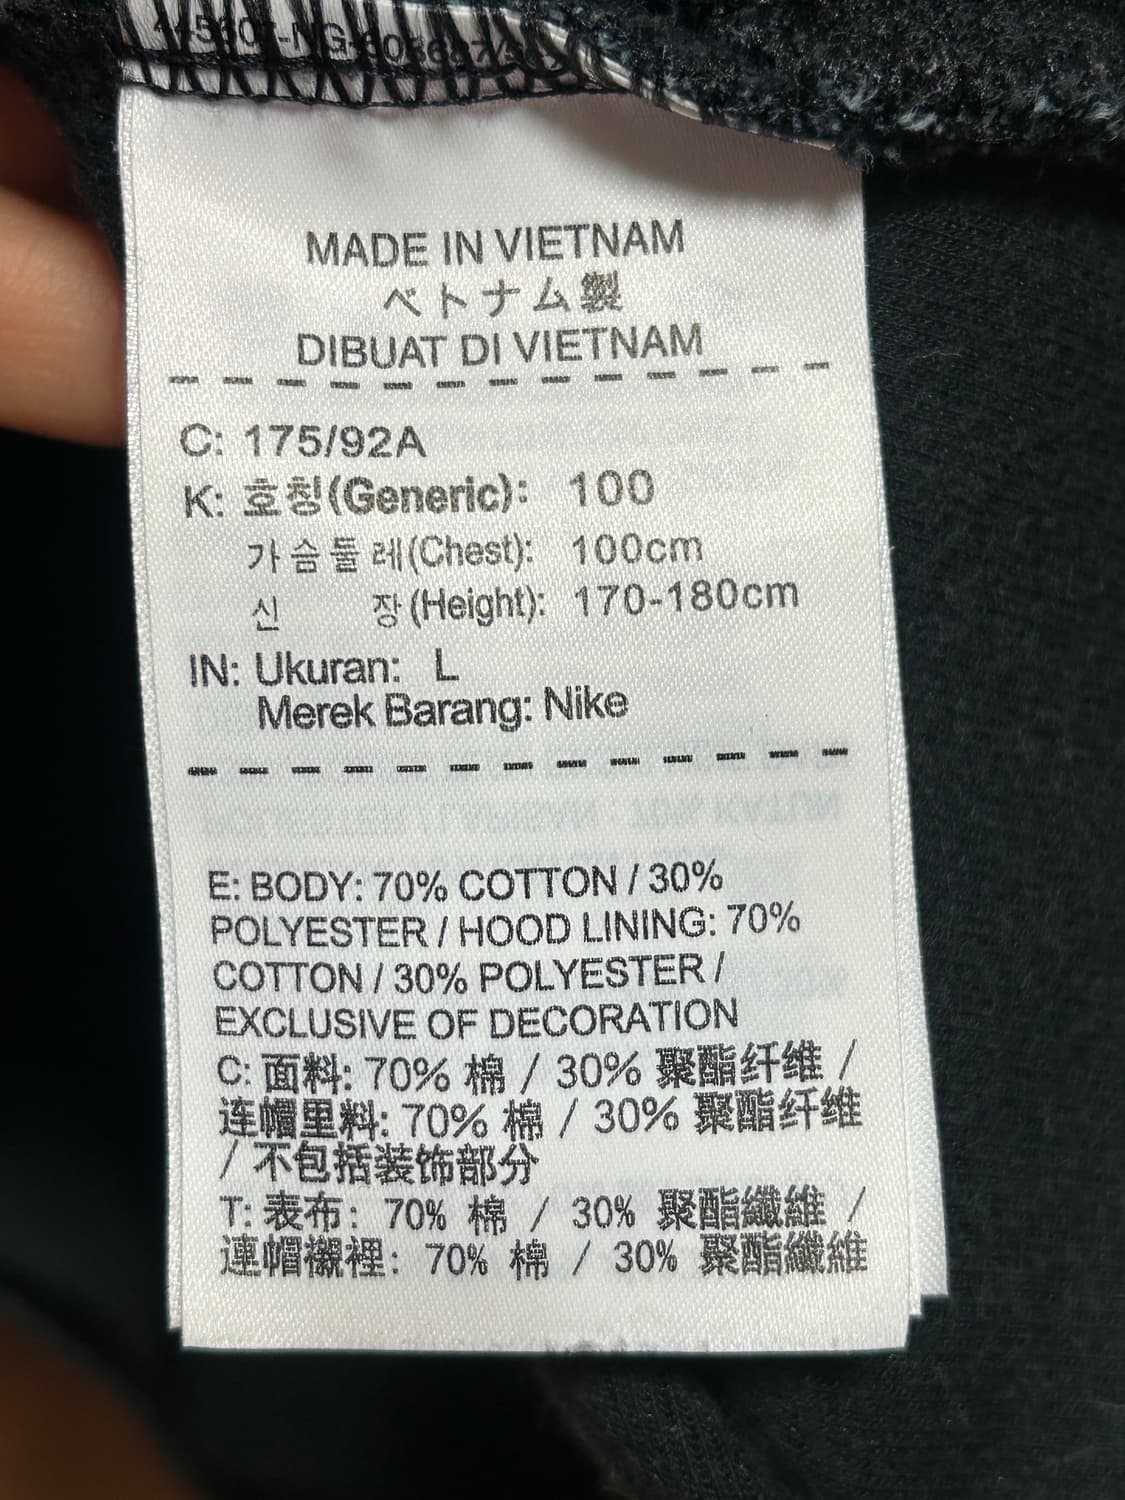 MADE IN VIETNAM
ベトナム製
DIBUAT DI VIETNAM
C: 175/92A
K: 호칭(Generic): 100
가슴둘레(Chest): 100cm
신 장(Height): 170-180cm
IN: Ukuran: L
Merek Barang: Nike
E: BODY: 70% COTTON / 30%
POLYESTER / HOOD LINING: 70%
COTTON / 30% POLYESTER /
EXCLUSIVE OF DECORATION
C: 面料: 70% 棉 / 30% 聚酯纤维 /
连帽里料: 70% 棉 / 30% 聚酯纤维
/ 不包括装饰部分
T: 表布: 70% 棉 / 30% 聚酯纖維 /
連帽襯裡: 70% 棉 / 30% 聚酯纖維